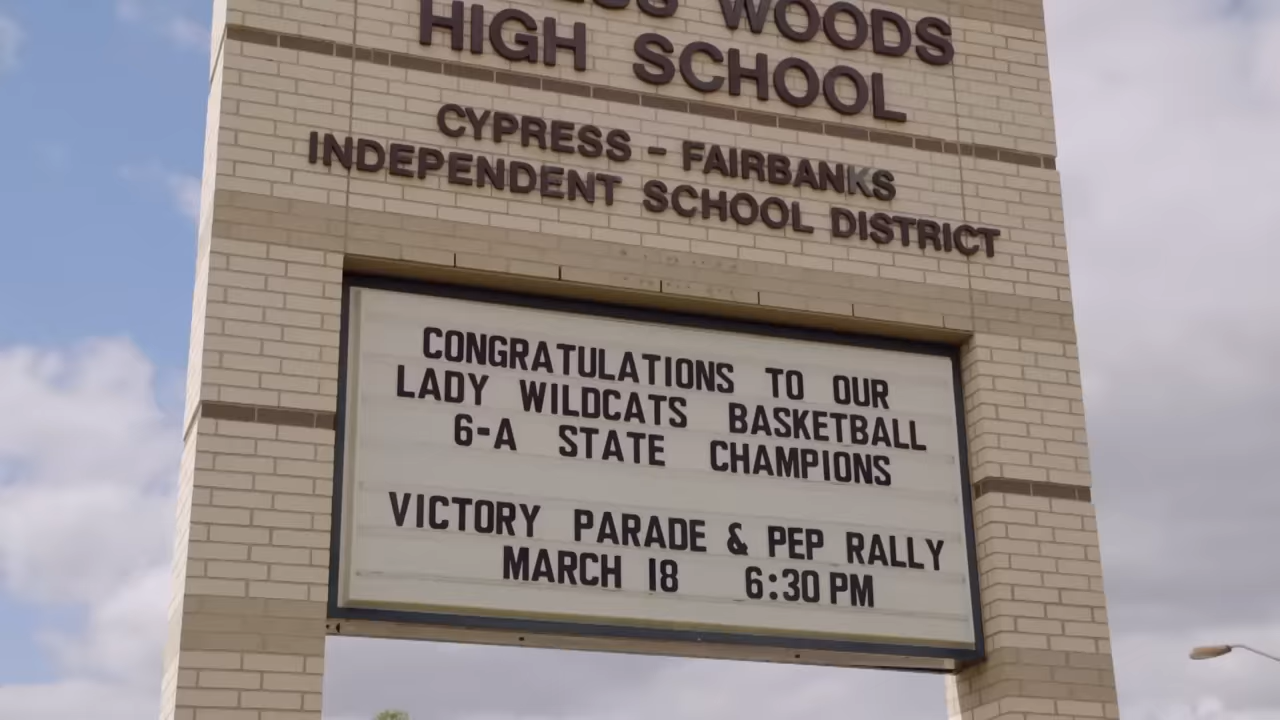 WOODS
HIGH SCHOOL
CYPRESS - FAIRBANKS
INDEPENDENT SCHOOL DISTRICT
CONGRATULATIONS TO OUR
LADY WILDCATS BASKETBALL
6-A STATE CHAMPIONS
VICTORY PARADE & PEP RALLY
MARCH 18 6:30 PM